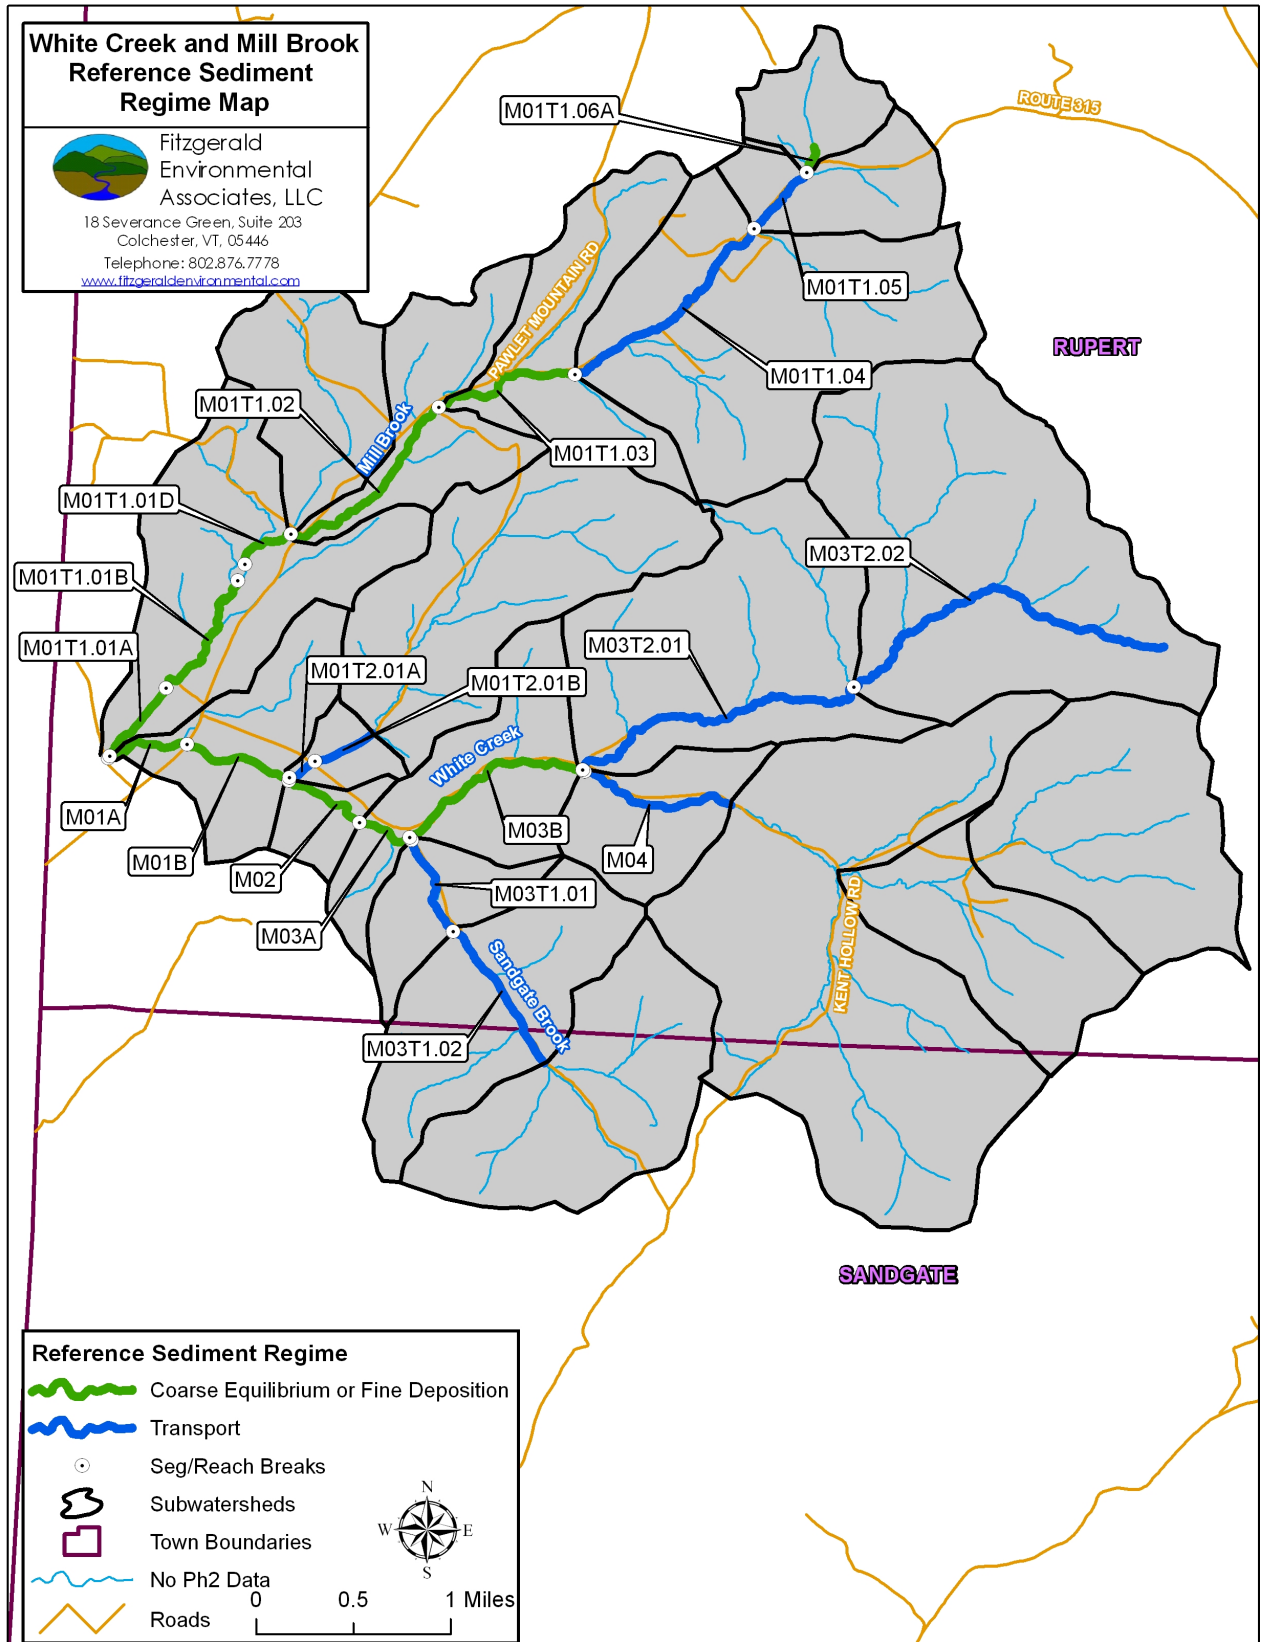 White Creek and Mill Brook
Reference Sediment
Regime Map
Fitzgerald
Environmental
Associates, LLC
18 Severance Green, Suite 203
Colchester, VT, 05446
Telephone: 802.876.7778
www.fitzgeraldenvironmental.com
M01T1.06A
ROUTE 315
PAWLET MOUNTAIN RD
M01T1.05
RUPERT
M01T1.04
M01T1.02
Mill Brook
M01T1.03
M01T1.01D
M03T2.02
M01T1.01B
M01T1.01A
M03T2.01
M01T2.01A
M01T2.01B
White Creek
M01A
M03B
M01B
M04
M02
M03T1.01
M03A
KENT HOLLOW RD
Sandgate Brook
M03T1.02
SANDGATE
Reference Sediment Regime
Coarse Equilibrium or Fine Deposition
Transport
Seg/Reach Breaks
Subwatersheds
Town Boundaries
No Ph2 Data
Roads
N
W
E
S
0 0.5 1 Miles